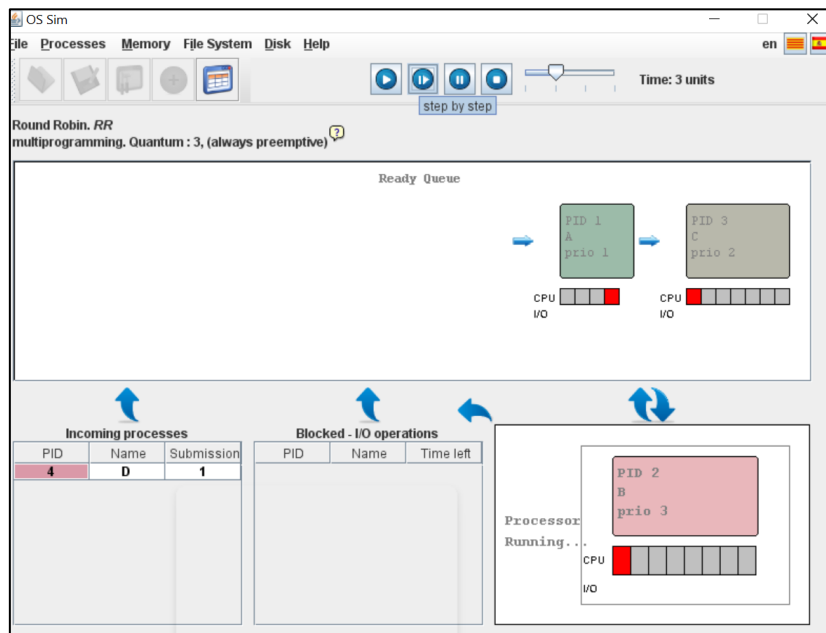 OS Sim
File Processes Memory File System Disk Help en
Time: 3 units
step by step
Round Robin. RR
multiprogramming. Quantum : 3, (always preemptive) ?
Ready Queue
PID 1
A
prio 1
CPU
I/O
PID 3
C
prio 2
CPU
I/O
Incoming processes
PID Name Submission
4 D 1
Blocked - I/O operations
PID Name Time left
Processor
Running...
PID 2
B
prio 3
CPU
I/O